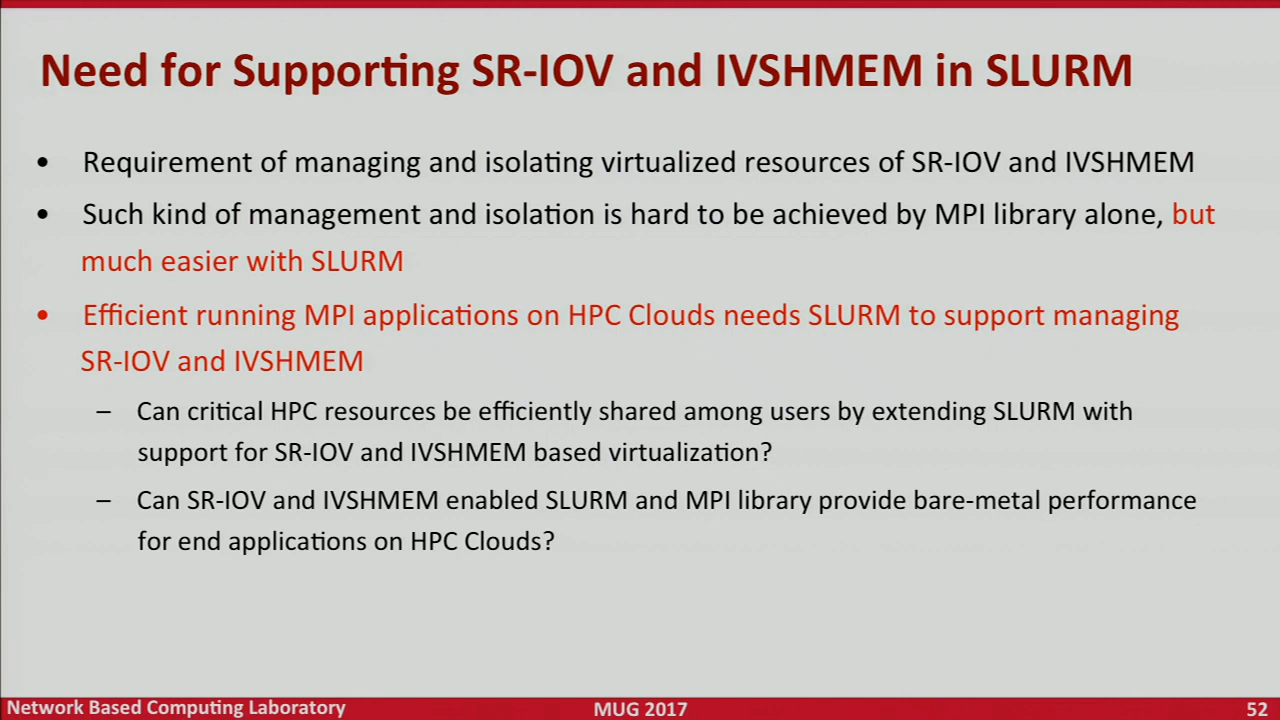 Need for Supporting SR-IOV and IVSHMEM in SLURM
• Requirement of managing and isolating virtualized resources of SR-IOV and IVSHMEM
• Such kind of management and isolation is hard to be achieved by MPI library alone, but
much easier with SLURM
• Efficient running MPI applications on HPC Clouds needs SLURM to support managing
SR-IOV and IVSHMEM
– Can critical HPC resources be efficiently shared among users by extending SLURM with
support for SR-IOV and IVSHMEM based virtualization?
– Can SR-IOV and IVSHMEM enabled SLURM and MPI library provide bare-metal performance
for end applications on HPC Clouds?
Network Based Computing Laboratory MUG 2017 52